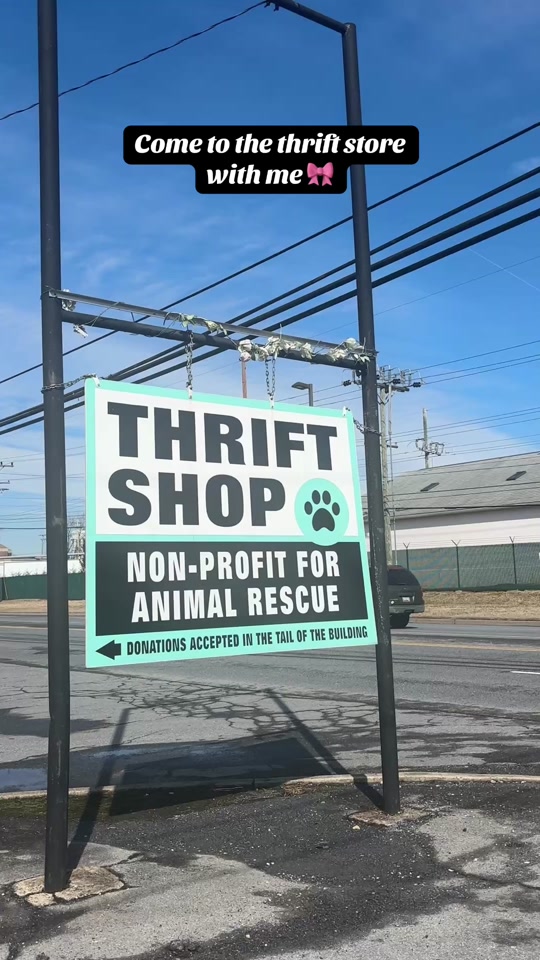 Come to the thrift store
with me 🎀
THRIFT
SHOP
NON-PROFIT FOR
ANIMAL RESCUE
DONATIONS ACCEPTED IN THE TAIL OF THE BUILDING